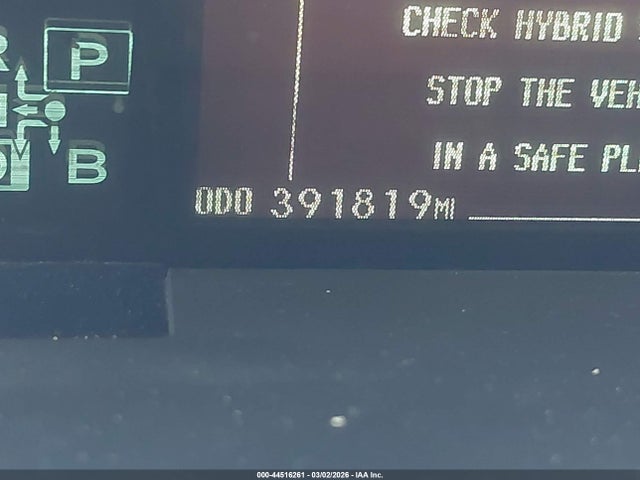 R P
CHECK HYBRID
STOP THE VEH
B
IN A SAFE PL
ODO 391819MI
000-44516261 - 03/02/2026 - IAA Inc.